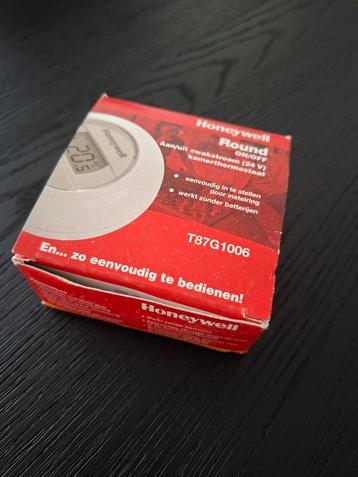 Honeywell
20.5
Honeywell
Round
ON/OFF
Aan/uit zwakstroom (24 V)
kamerthermostaat
• eenvoudig in te stellen
door instelring
• werkt zonder batterijen
T87G1006
En... zo eenvoudig te bedienen!
Honeywell